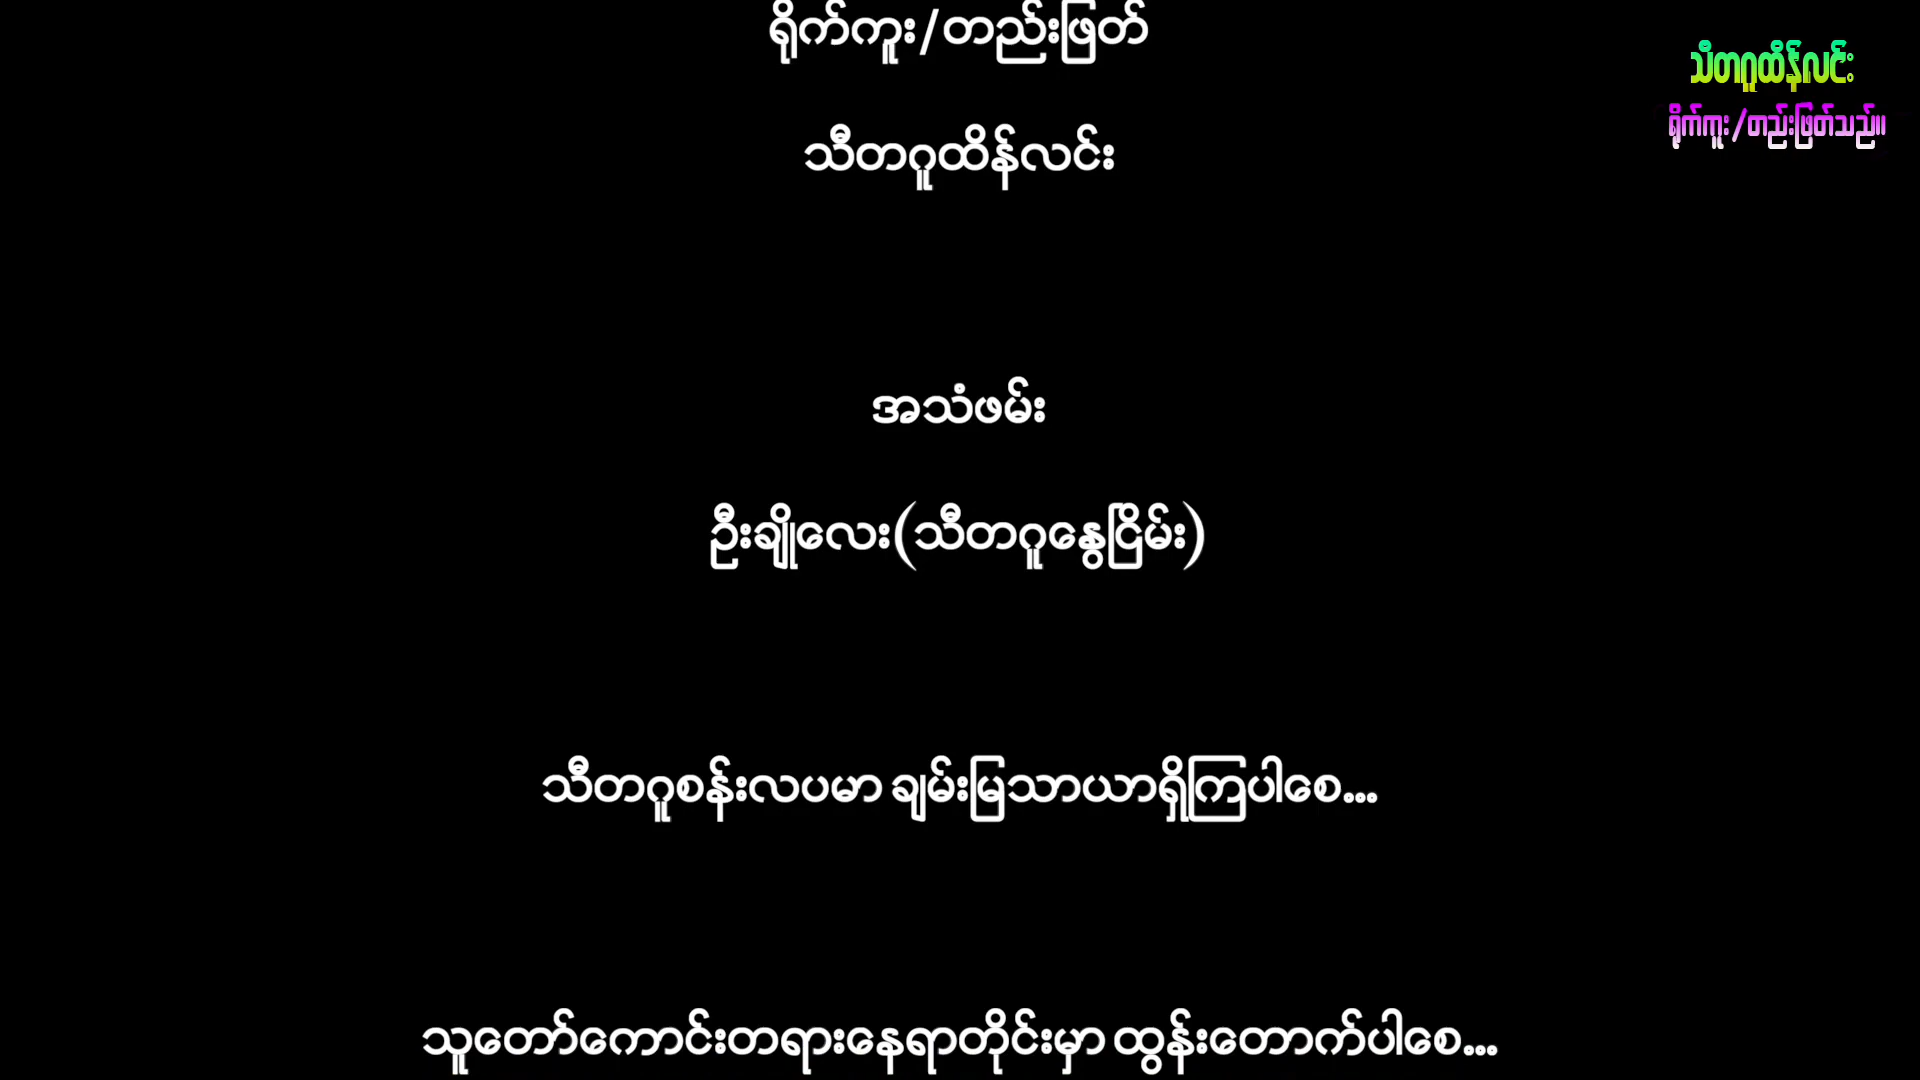 ရိုက်ကူး/တည်းဖြတ်
သီတဂူထိန်လင်း
သီတဂူထိန်လင်း
ရိုက်ကူး/တည်းဖြတ်သည်။
အသံဖမ်း
ဦးချိုလေး(သီတဂူနွေငြိမ်း)
သီတဂူစန်းလပမာ ချမ်းမြသာယာရှိကြပါစေ...
သူတော်ကောင်းတရားနေရာတိုင်းမှာ ထွန်းတောက်ပါစေ...